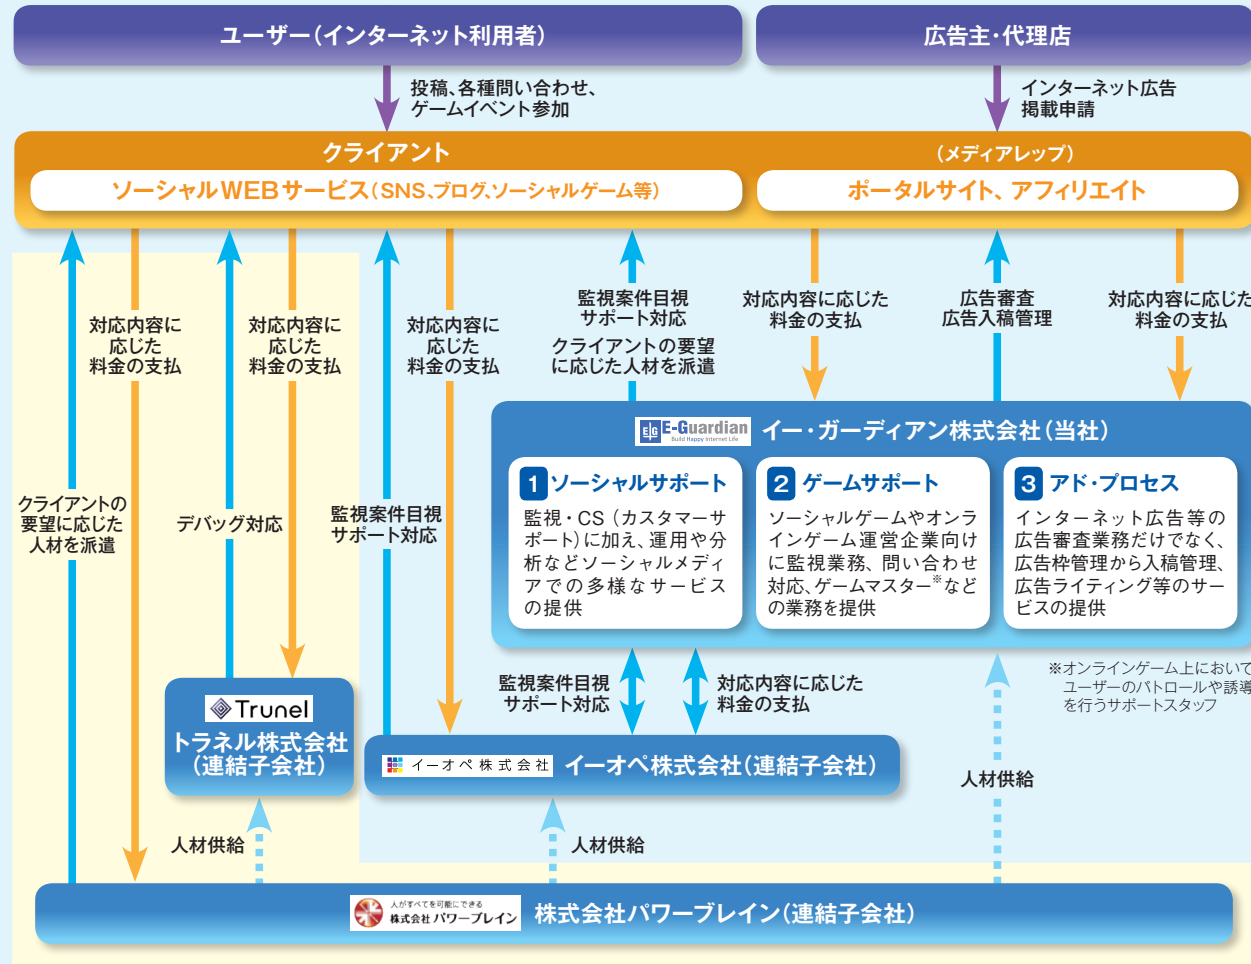 ユーザー（インターネット利用者）
広告主・代理店
投稿、各種問い合わせ、
ゲームイベント参加
インターネット広告
掲載申請
クライアント
（メディアレップ）
ソーシャルWEBサービス（SNS、ブログ、ソーシャルゲーム等）
ポータルサイト、アフィリエイト
対応内容に
応じた
料金の支払
対応内容に
応じた
料金の支払
対応内容に
応じた
料金の支払
監視案件目視
サポート対応
クライアントの要望
に応じた人材を派遣
対応内容に応じた
料金の支払
広告審査
広告入稿管理
対応内容に応じた
料金の支払
EG E-Guardian
Build Happy Internet Life
イー・ガーディアン株式会社（当社）
1 ソーシャルサポート
監視・CS（カスタマーサ
ポート）に加え、運用や分
析などソーシャルメディ
アでの多様なサービス
の提供
2 ゲームサポート
ソーシャルゲームやオンラ
インゲーム運営企業向け
に監視業務、問い合わせ
対応、ゲームマスター※など
の業務を提供
3 アド・プロセス
インターネット広告等の
広告審査業務だけでなく、
広告枠管理から入稿管理、
広告ライティング等のサー
ビスの提供
クライアントの
要望に応じた
人材を派遣
デバッグ対応
監視案件目視
サポート対応
監視案件目視
サポート対応
対応内容に応じた
料金の支払
※オンラインゲーム上において
ユーザーのパトロールや誘導
を行うサポートスタッフ
Trunel
トラネル株式会社
（連結子会社）
イーオペ株式会社
イーオペ株式会社（連結子会社）
人材供給
人材供給
人材供給
人がすべてを可能にできる
株式会社 パワーブレイン
株式会社パワーブレイン（連結子会社）